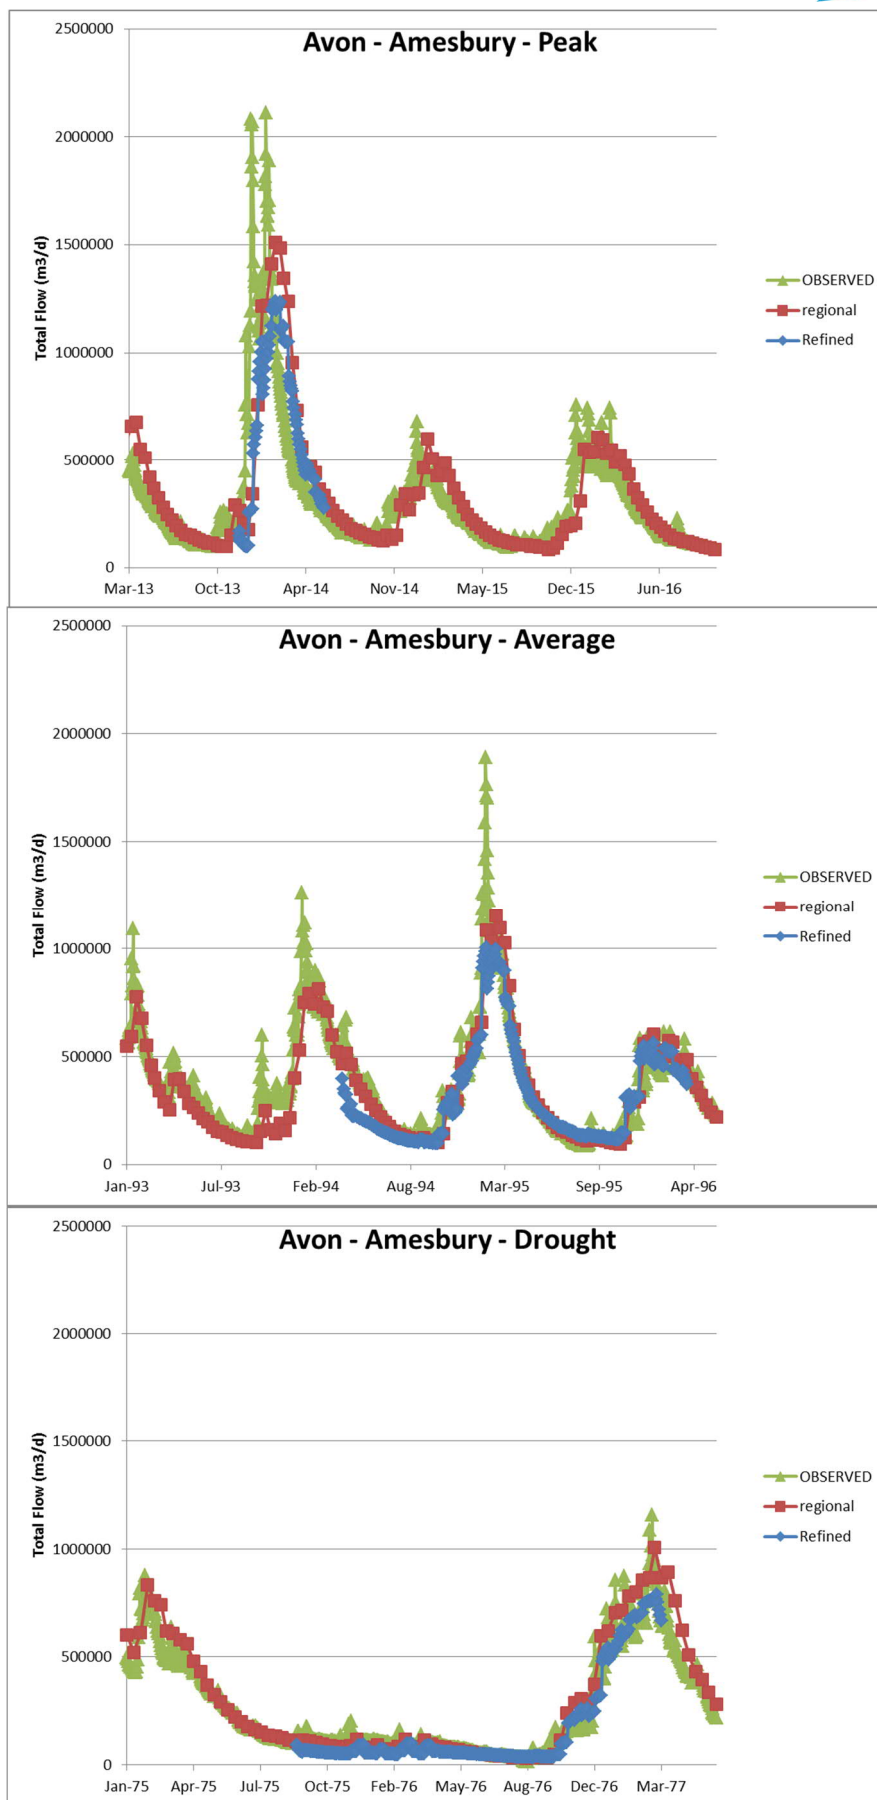 Avon - Amesbury - Peak
2500000
2000000
1500000
1000000
500000
0
Total Flow (m3/d)
Mar-13 Oct-13 Apr-14 Nov-14 May-15 Dec-15 Jun-16
OBSERVED
regional
Refined
Avon - Amesbury - Average
2500000
2000000
1500000
1000000
500000
0
Total Flow (m3/d)
Jan-93 Jul-93 Feb-94 Aug-94 Mar-95 Sep-95 Apr-96
OBSERVED
regional
Refined
Avon - Amesbury - Drought
2500000
2000000
1500000
1000000
500000
0
Total Flow (m3/d)
Jan-75 Apr-75 Jul-75 Oct-75 Feb-76 May-76 Aug-76 Dec-76 Mar-77
OBSERVED
regional
Refined